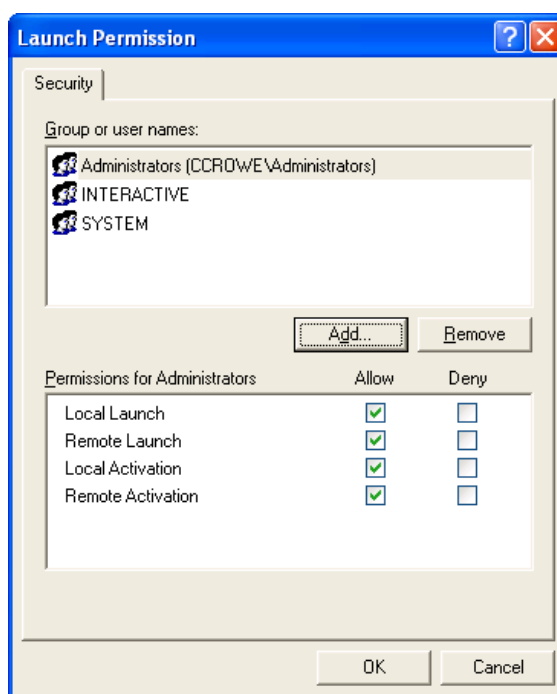 Launch Permission
Security
Group or user names:
Administrators (CCROWE\Administrators)
INTERACTIVE
SYSTEM
Add... Remove
Permissions for Administrators Allow Deny
Local Launch
Remote Launch
Local Activation
Remote Activation
OK Cancel